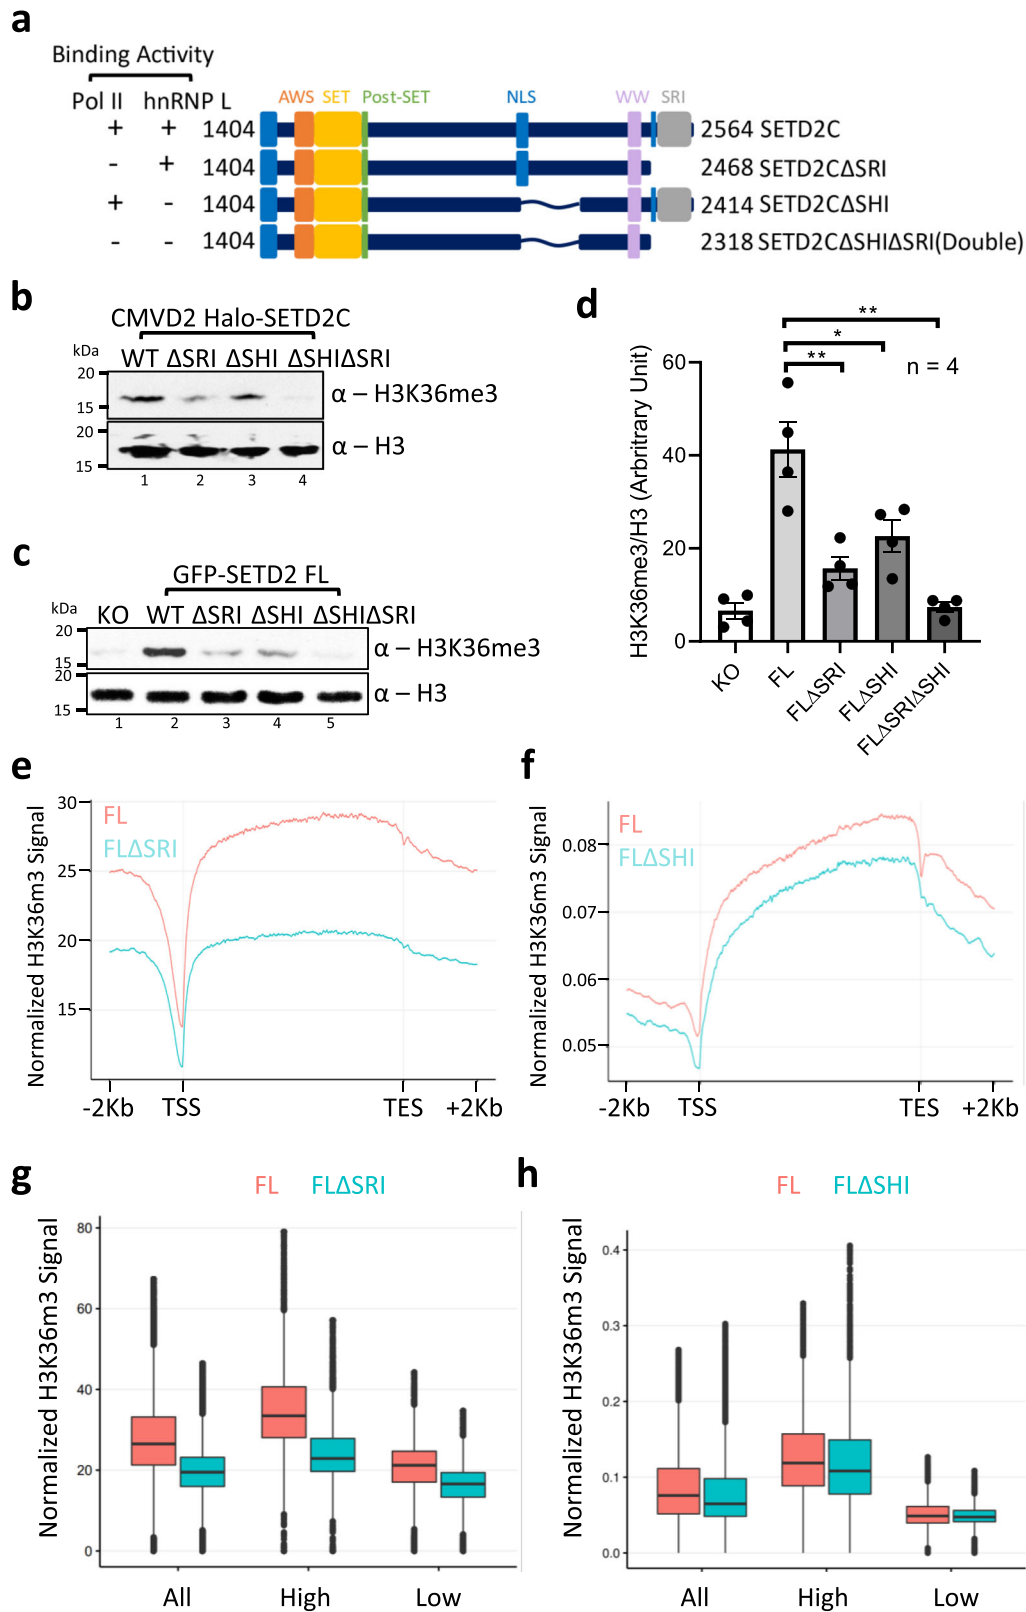 a
Binding Activity
Pol II hnRNP L
AWS SET Post-SET NLS WW SRI
+ + 1404 2564 SETD2C
- + 1404 2468 SETD2CΔSRI
+ - 1404 2414 SETD2CΔSHI
- - 1404 2318 SETD2CΔSHIΔSRI(Double)
b
CMVD2 Halo-SETD2C
kDa WT ΔSRI ΔSHI ΔSHIΔSRI
20
15
α – H3K36me3
20
15
α – H3
1 2 3 4
c
GFP-SETD2 FL
kDa KO WT ΔSRI ΔSHI ΔSHIΔSRI
20
15
α – H3K36me3
20
15
α – H3
1 2 3 4 5
d
**
*
**
n = 4
H3K36me3/H3 (Arbritrary Unit)
60
40
20
0
KO
FL
FLΔSRI
FLΔSHI
FLΔSRIΔSHI
e
Normalized H3K36m3 Signal
FL
FLΔSRI
30
25
20
15
-2Kb TSS TES +2Kb
f
Normalized H3K36m3 Signal
FL
FLΔSHI
0.08
0.07
0.06
0.05
-2Kb TSS TES +2Kb
g
FL FLΔSRI
Normalized H3K36m3 Signal
80
60
40
20
0
All High Low
h
FL FLΔSHI
Normalized H3K36m3 Signal
0.4
0.3
0.2
0.1
0.0
All High Low